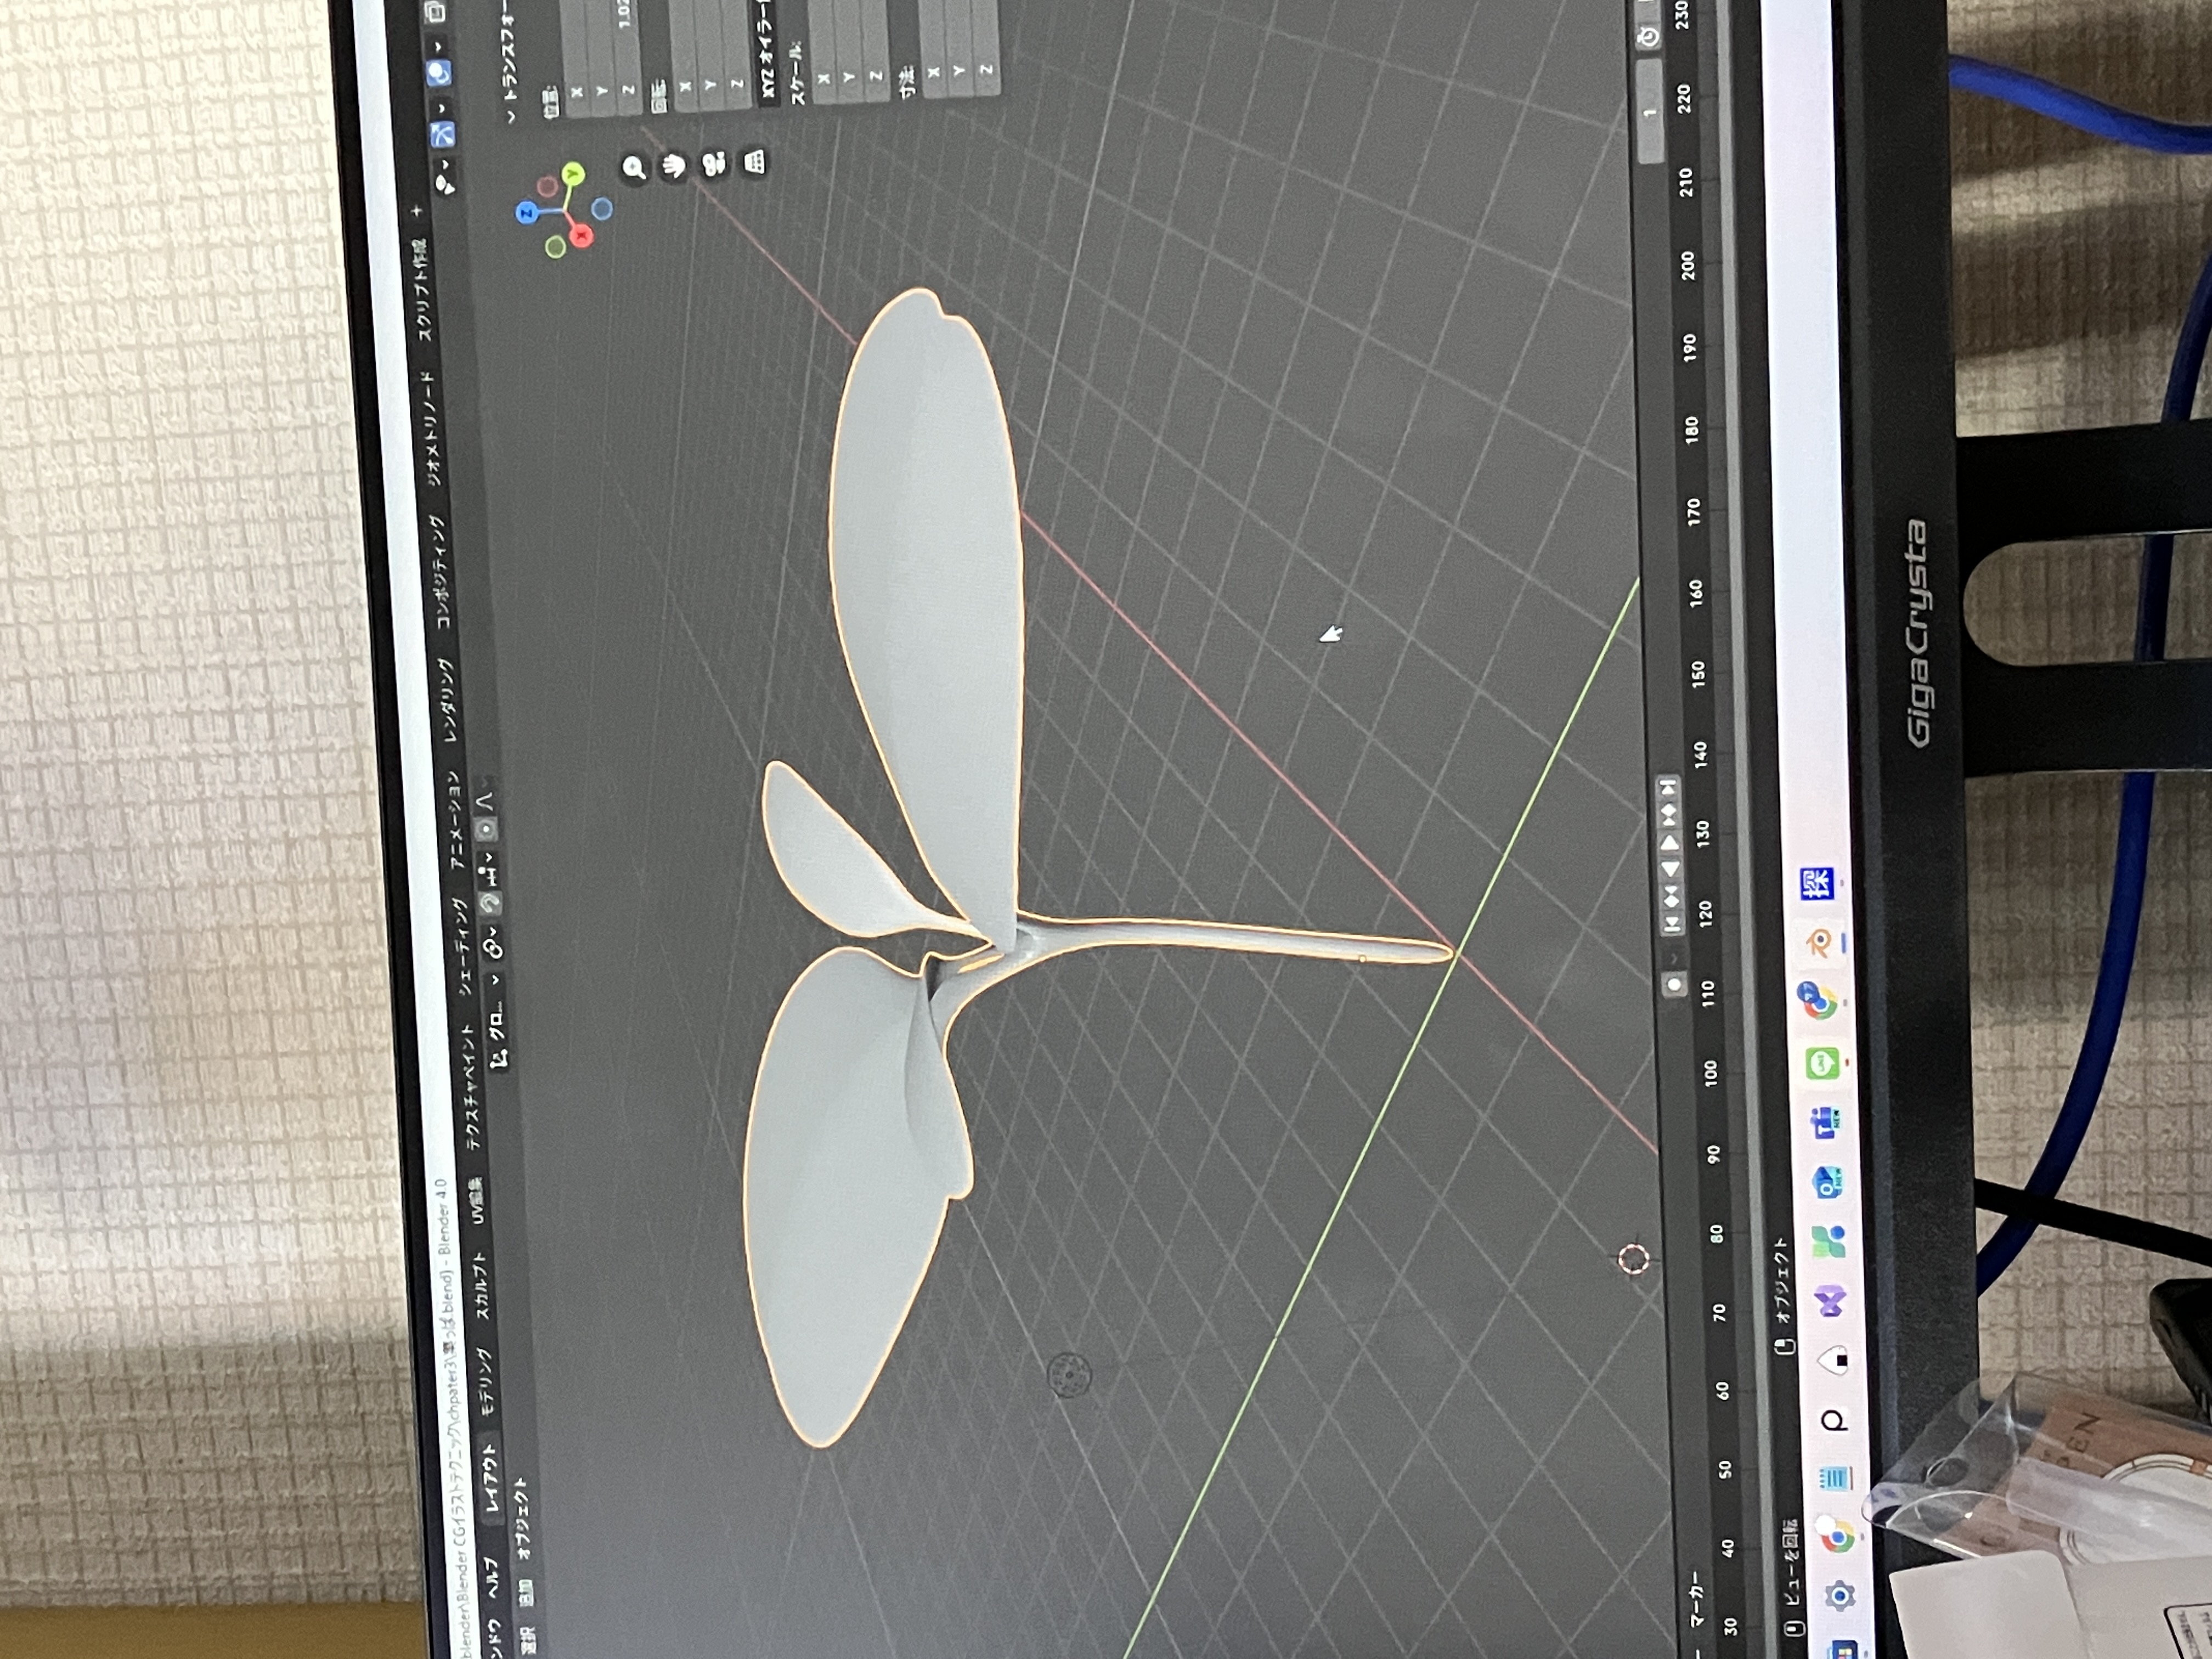 blender\Blender CGイラストテクニック\chpater3\葉っぱ.blend) - Blender 4.0
ンドウ ヘルプ レイアウト モデリング スカルプト UV編集 テクスチャペイント シェーディング アニメーション レンダリング コンポジティング ジオメトリノード スクリプト作成 +
選択 追加 オブジェクト
グロ...
トランスフォー
位置:
X
Y
Z 1.02
回転:
X
Y
Z
XYZ オイラー
スケール:
X
Y
Z
寸法:
X
Y
Z
Z
X
Y
1
マーカー
30 40 50 60 70 80 90 100 110 120 130 140 150 160 170 180 190 200 210 220 230
ビューを回転 オブジェクト
NEW
NEW
LINE
探
GigaCrysta
PEN